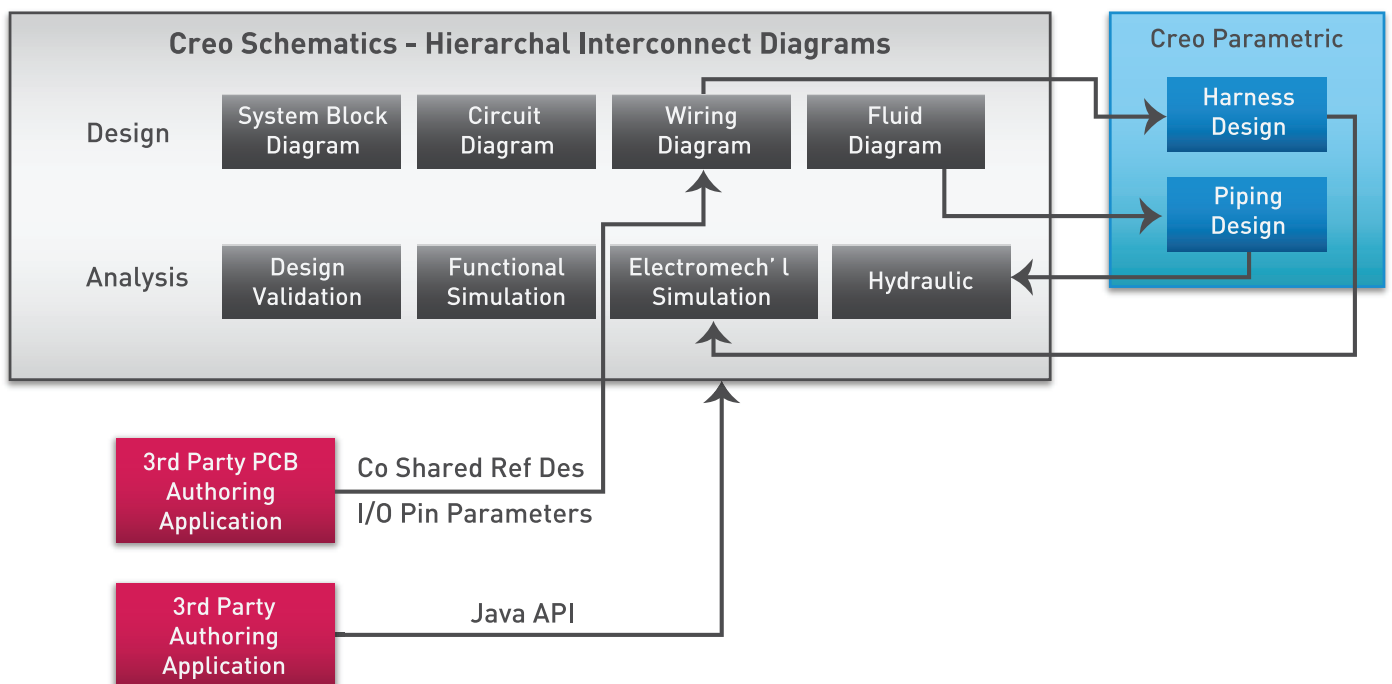 Creo Schematics - Hierarchal Interconnect Diagrams
Creo Parametric
Design
System Block
Diagram
Circuit
Diagram
Wiring
Diagram
Fluid
Diagram
Harness
Design
Piping
Design
Analysis
Design
Validation
Functional
Simulation
Electromech' l
Simulation
Hydraulic
3rd Party PCB
Authoring
Application
Co Shared Ref Des
I/O Pin Parameters
3rd Party
Authoring
Application
Java API